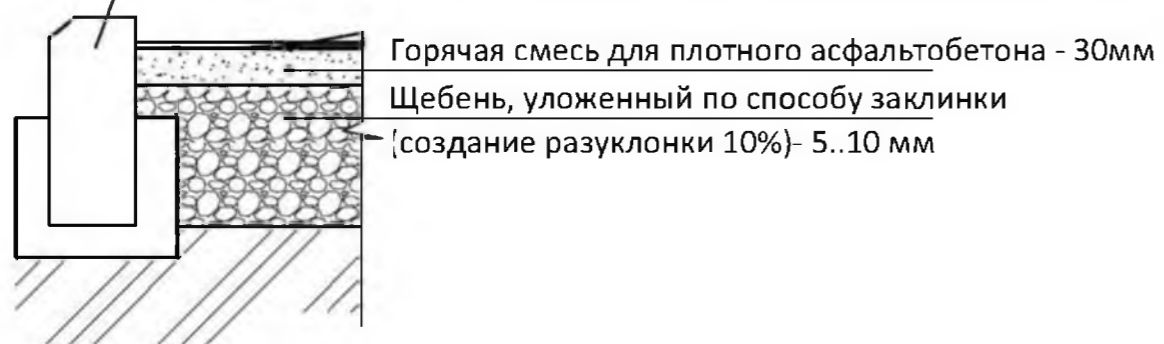 Горячая смесь для плотного асфальтобетона - 30мм
Щебень, уложенный по способу заклинки
(создание разуклонки 10%)- 5..10 мм